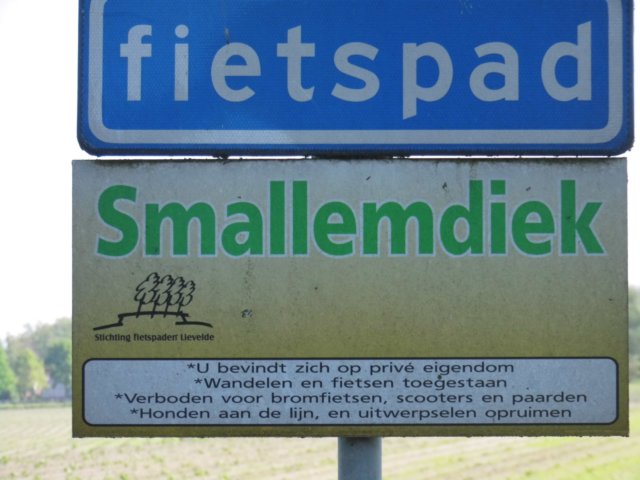 fietspad
Smallemdiek
Stichting fietspaden Lievelde
*U bevindt zich op privé eigendom
*Wandelen en fietsen toegestaan
*Verboden voor bromfietsen, scooters en paarden
*Honden aan de lijn, en uitwerpselen opruimen